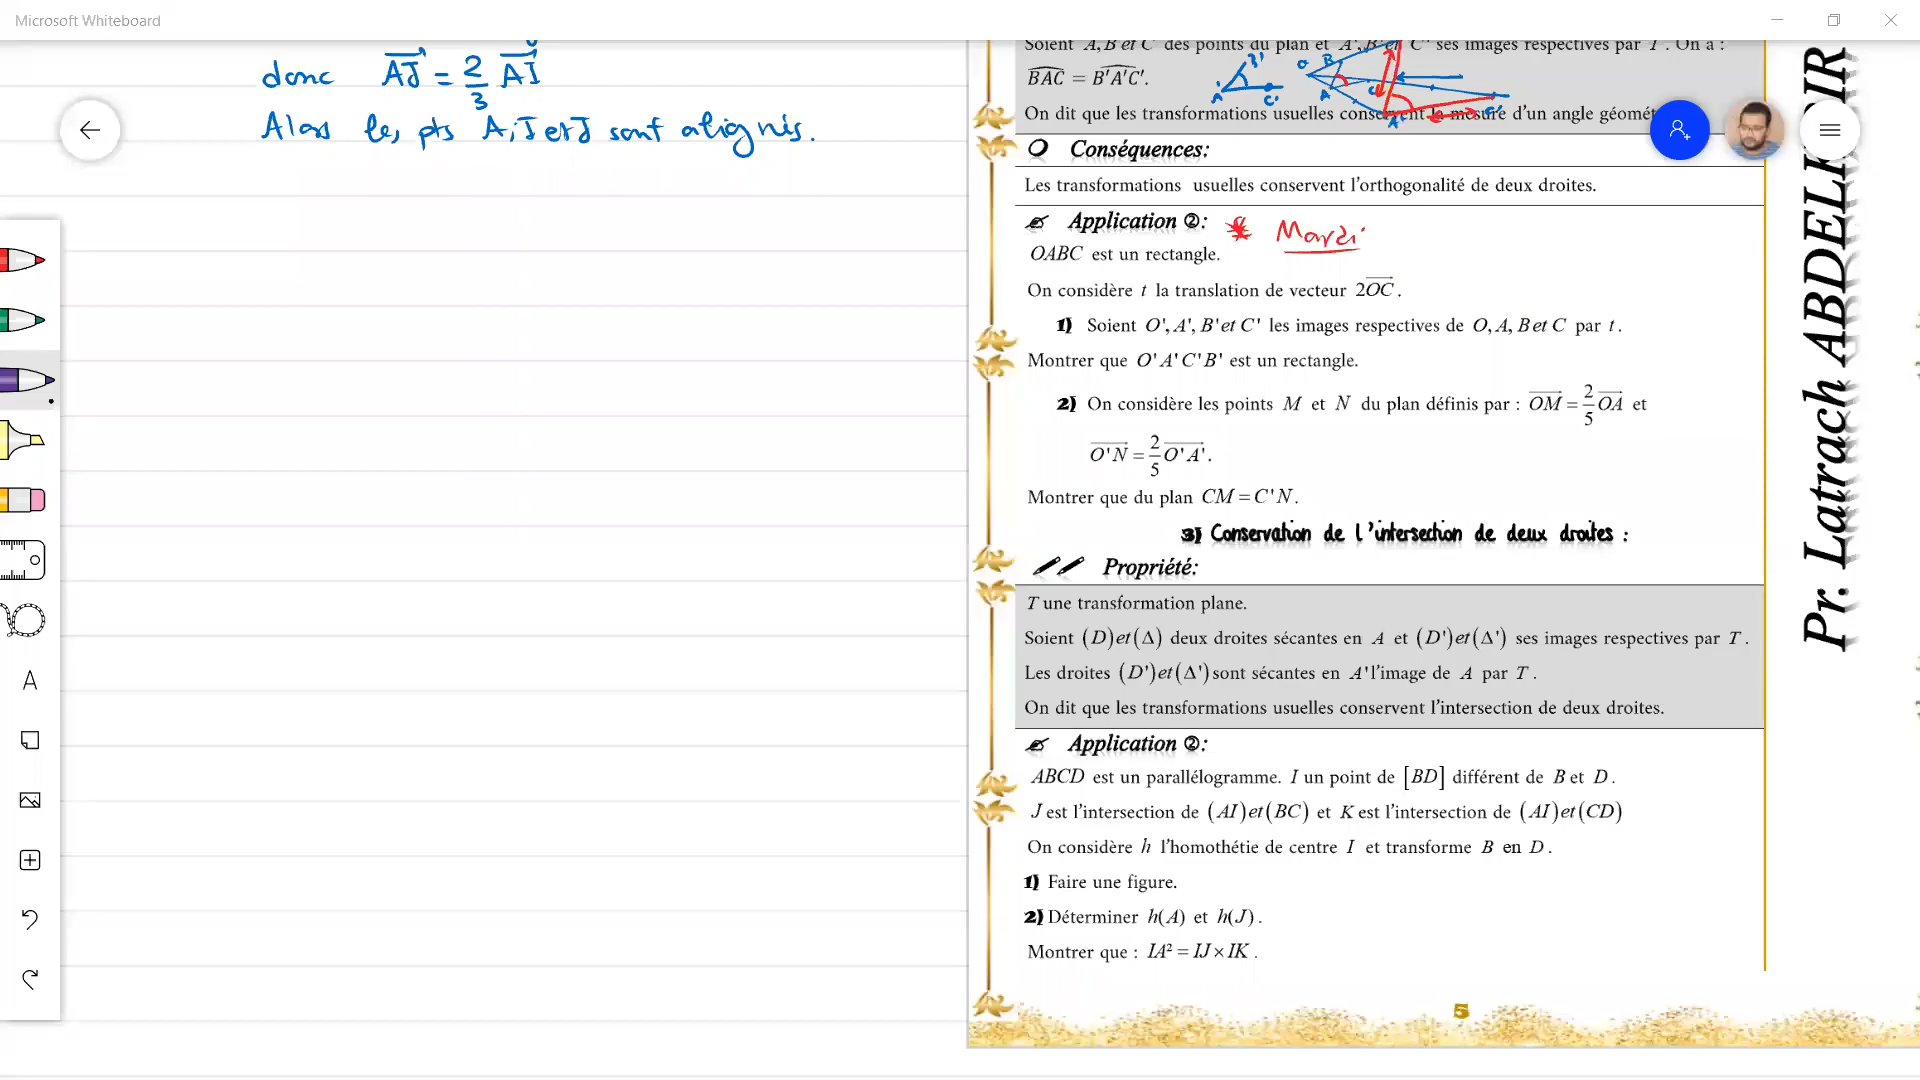 Microsoft Whiteboard
donc AJ = 2/3 AI
Alors les pts A, I et J sont alignés.
Soient A, B et C des points du plan et A', B' et C' ses images respectives par T. On a :
BAC = B'A'C'.
On dit que les transformations usuelles conservent la mesure d'un angle géomét
Conséquences:
Les transformations usuelles conservent l'orthogonalité de deux droites.
Application ②: Mardi
OABC est un rectangle.
On considère t la translation de vecteur 2OC.
1) Soient O', A', B' et C' les images respectives de O, A, B et C par t.
Montrer que O'A'C'B' est un rectangle.
2) On considère les points M et N du plan définis par : OM = 2/5 OA et
O'N = 2/5 O'A'.
Montrer que du plan CM = C'N.
3) Conservation de l'intersection de deux droites :
Propriété:
T une transformation plane.
Soient (D) et (Δ) deux droites sécantes en A et (D') et (Δ') ses images respectives par T.
Les droites (D') et (Δ') sont sécantes en A' l'image de A par T.
On dit que les transformations usuelles conservent l'intersection de deux droites.
Application ②:
ABCD est un parallélogramme. I un point de [BD] différent de B et D.
J est l'intersection de (AI) et (BC) et K est l'intersection de (AI) et (CD)
On considère h l'homothétie de centre I et transforme B en D.
1) Faire une figure.
2) Déterminer h(A) et h(J).
Montrer que : IA² = IJ × IK.
5
Pr. Latrach ABDELK
IR